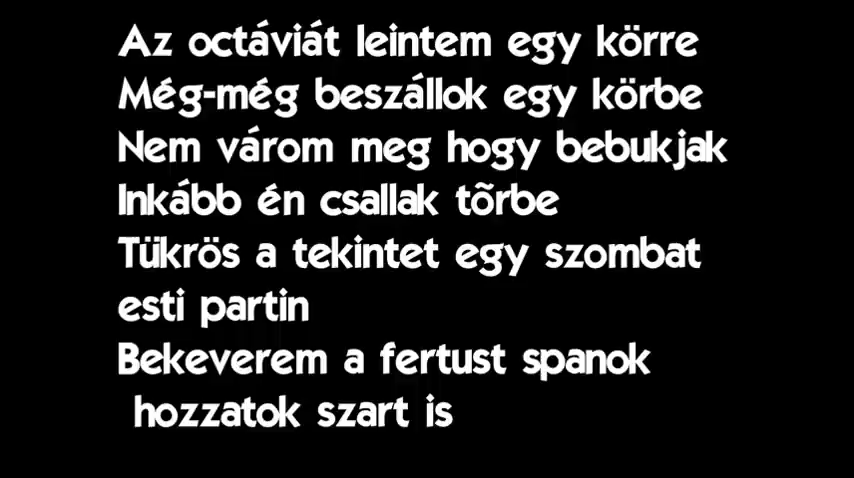 Az octáviát leintem egy körre
Még-még beszállok egy körbe
Nem várom meg hogy bebukjak
Inkább én csallak tõrbe
Tükrös a tekintet egy szombat
esti partin
Bekeverem a fertust spanok
hozzatok szart is